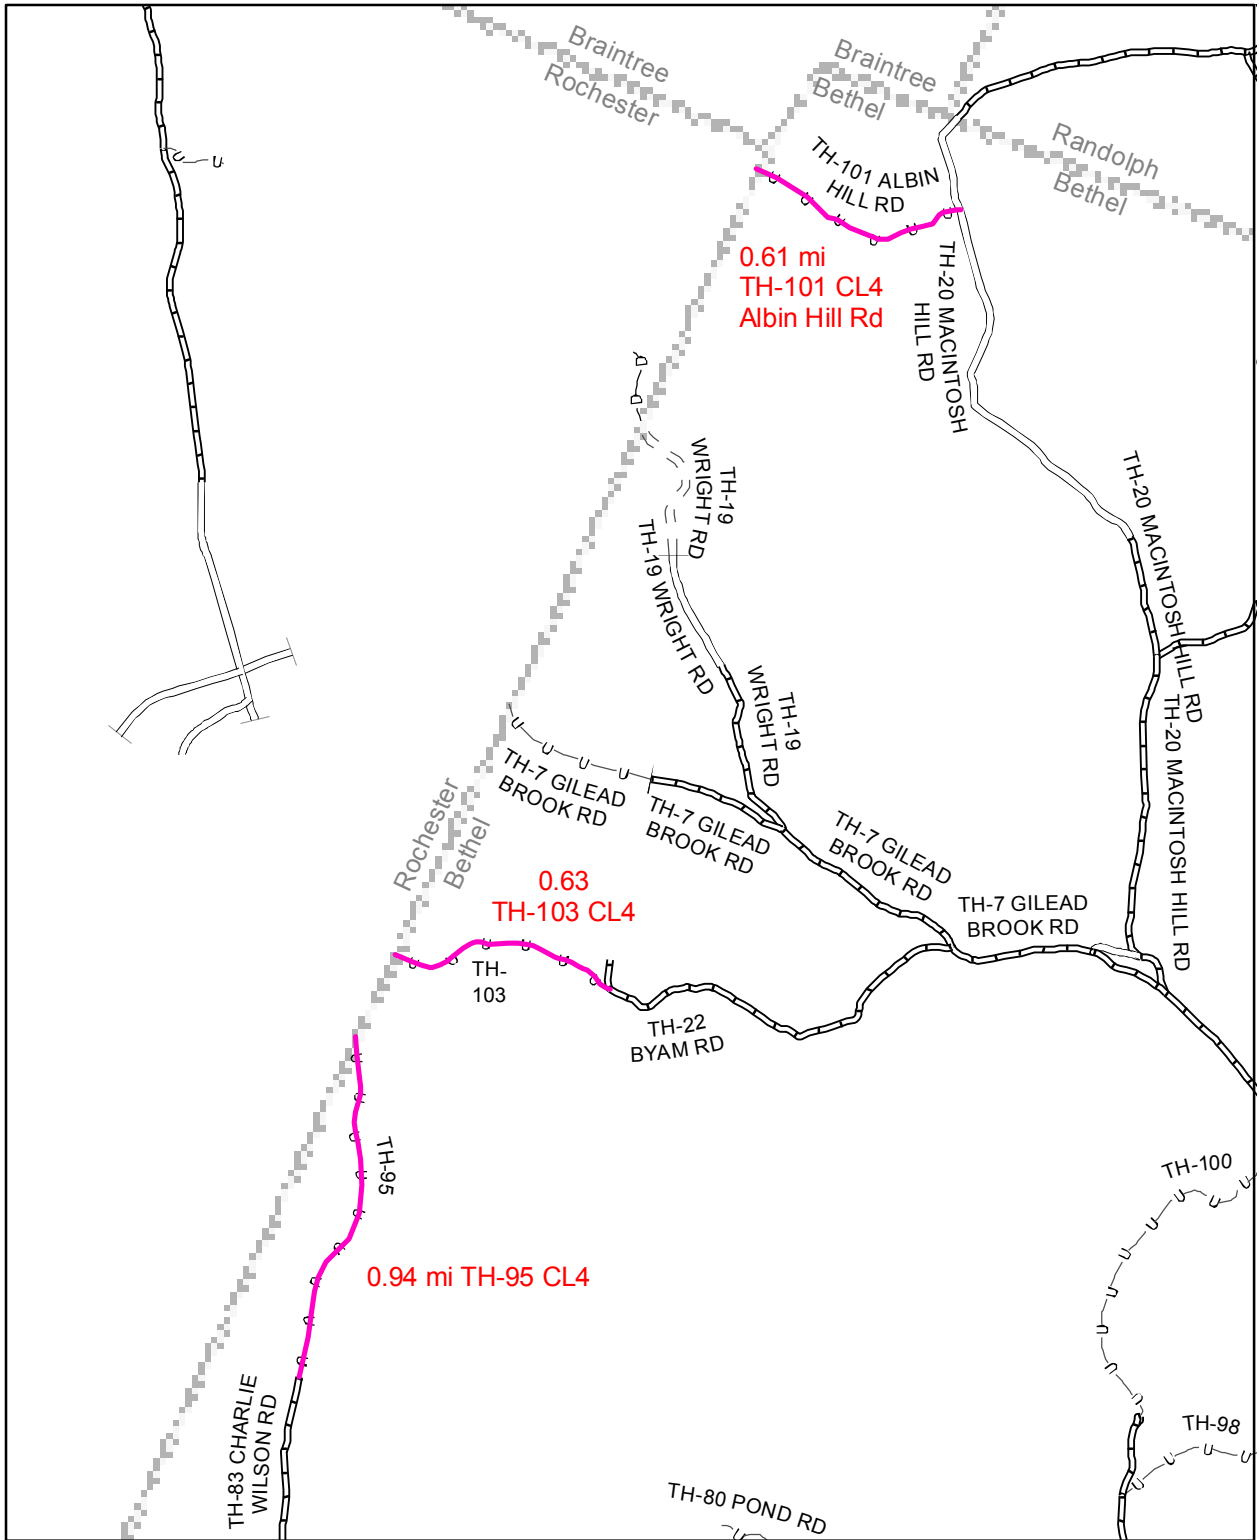 Braintree
Rochester
Braintree
Bethel
Randolph
Bethel
TH-101 ALBIN
HILL RD
0.61 mi
TH-101 CL4
Albin Hill Rd
TH-20 MACINTOSH
HILL RD
TH-19
WRIGHT RD
TH-19 WRIGHT RD
TH-20 MACINTOSH HILL RD
TH-19
WRIGHT RD
TH-20 MACINTOSH HILL RD
TH-7 GILEAD
BROOK RD
TH-7 GILEAD
BROOK RD
TH-7 GILEAD
BROOK RD
TH-7 GILEAD
BROOK RD
Rochester
Bethel
0.63
TH-103 CL4
TH-
103
TH-22
BYAM RD
TH-95
TH-100
0.94 mi TH-95 CL4
TH-83 CHARLIE
WILSON RD
TH-98
TH-80 POND RD